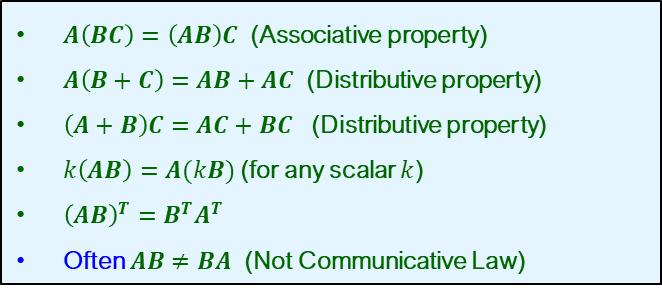 • A(BC) = (AB)C (Associative property)
• A(B + C) = AB + AC (Distributive property)
• (A + B)C = AC + BC (Distributive property)
• k(AB) = A(kB) (for any scalar k)
• (AB)ᵀ = BᵀAᵀ
• Often AB ≠ BA (Not Communicative Law)